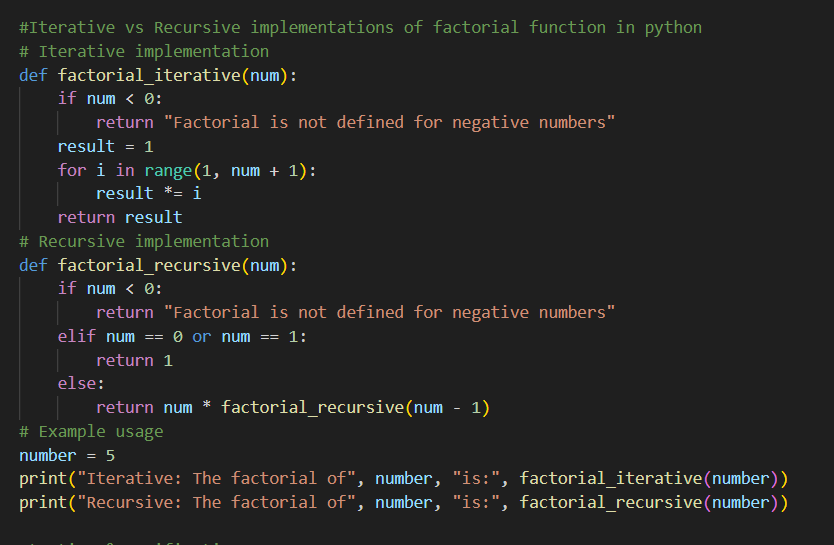 #Iterative vs Recursive implementations of factorial function in python
# Iterative implementation
def factorial_iterative(num):
    if num < 0:
        return "Factorial is not defined for negative numbers"
    result = 1
    for i in range(1, num + 1):
        result *= i
    return result
# Recursive implementation
def factorial_recursive(num):
    if num < 0:
        return "Factorial is not defined for negative numbers"
    elif num == 0 or num == 1:
        return 1
    else:
        return num * factorial_recursive(num - 1)
# Example usage
number = 5
print("Iterative: The factorial of", number, "is:", factorial_iterative(number))
print("Recursive: The factorial of", number, "is:", factorial_recursive(number))